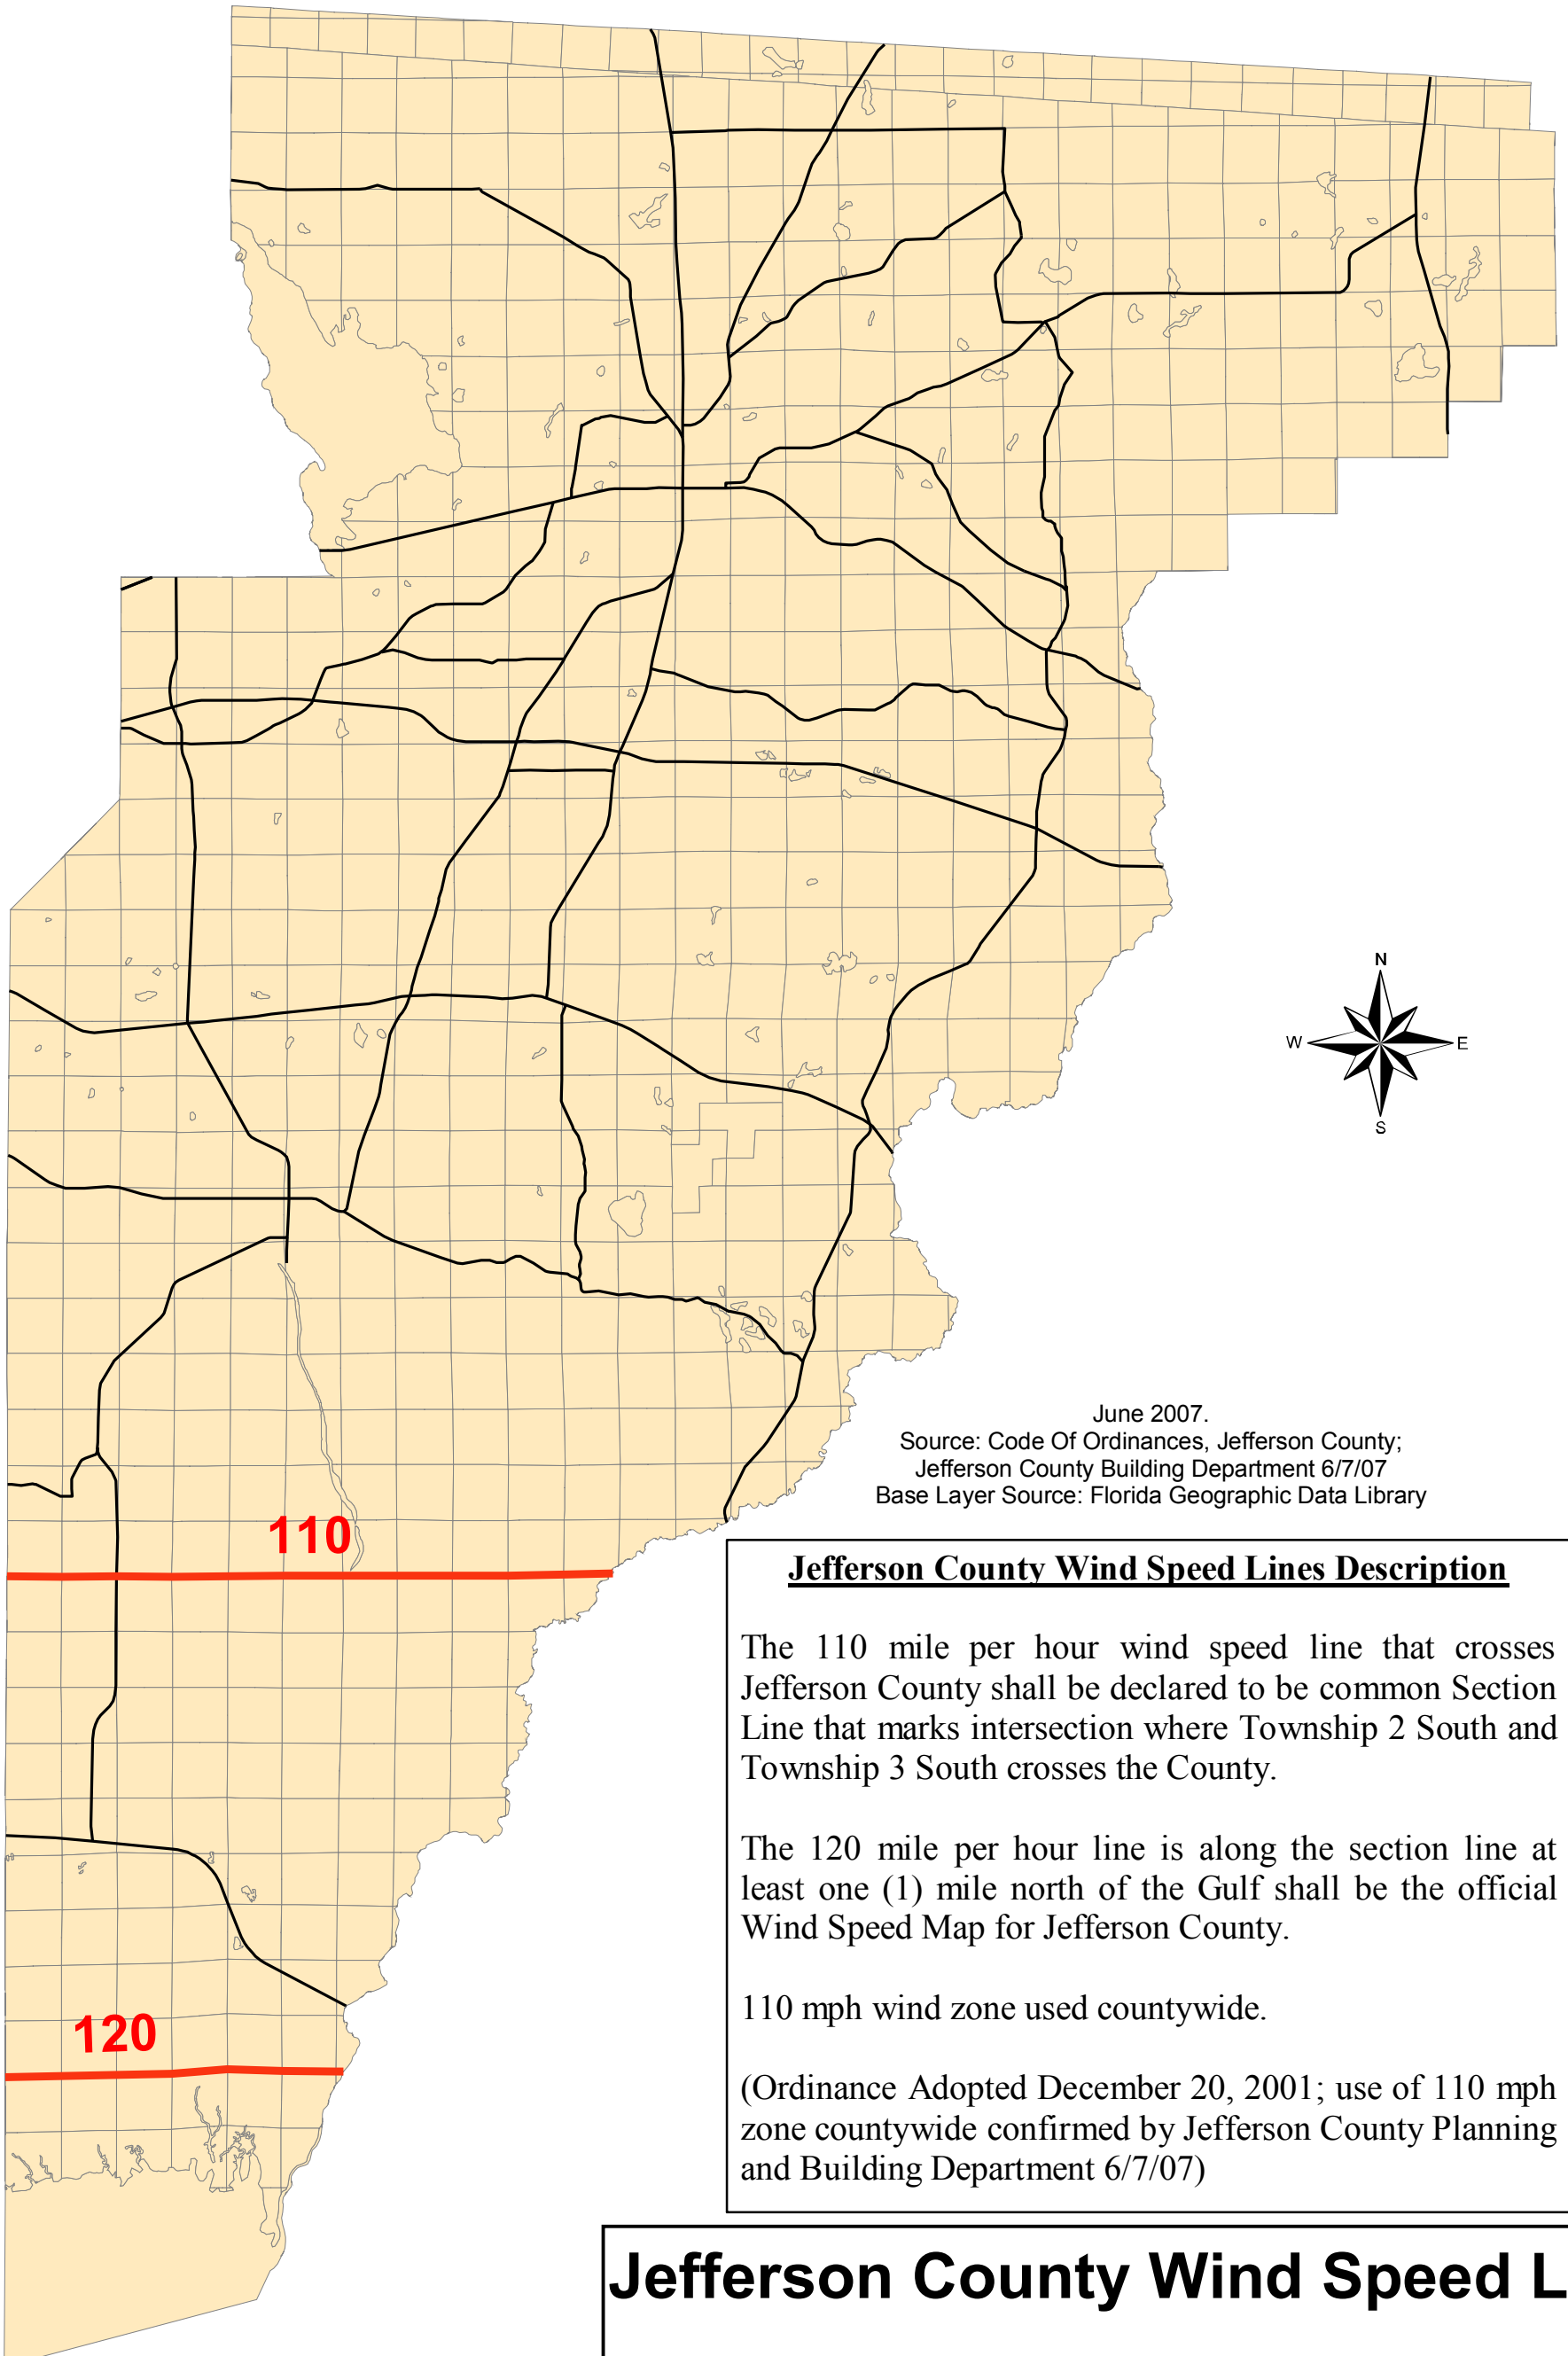 N
W
E
S
June 2007.
Source: Code Of Ordinances, Jefferson County;
Jefferson County Building Department 6/7/07
Base Layer Source: Florida Geographic Data Library
110
Jefferson County Wind Speed Lines Description
The 110 mile per hour wind speed line that crosses
Jefferson County shall be declared to be common Section
Line that marks intersection where Township 2 South and
Township 3 South crosses the County.
The 120 mile per hour line is along the section line at
least one (1) mile north of the Gulf shall be the official
Wind Speed Map for Jefferson County.
110 mph wind zone used countywide.
(Ordinance Adopted December 20, 2001; use of 110 mph
zone countywide confirmed by Jefferson County Planning
and Building Department 6/7/07)
120
Jefferson County Wind Speed L